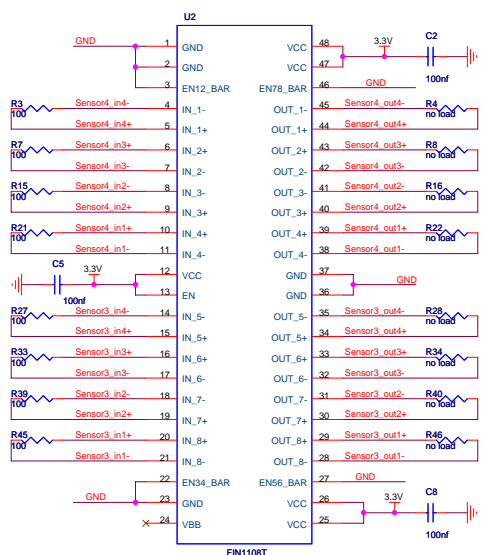 U2
GND 1 GND VCC 48 3.3V C2
2 GND VCC 47 100nf
3 EN12_BAR EN78_BAR 46 GND
R3 100 Sensor4_in4- 4 IN_1- OUT_1- 45 Sensor4_out4- R4 no load
Sensor4_in4+ 5 IN_1+ OUT_1+ 44 Sensor4_out4+
R7 100 Sensor4_in3+ 6 IN_2+ OUT_2+ 43 Sensor4_out3+ R8 no load
Sensor4_in3- 7 IN_2- OUT_2- 42 Sensor4_out3-
R15 100 Sensor4_in2- 8 IN_3- OUT_3- 41 Sensor4_out2- R16 no load
Sensor4_in2+ 9 IN_3+ OUT_3+ 40 Sensor4_out2+
R21 100 Sensor4_in1+ 10 IN_4+ OUT_4+ 39 Sensor4_out1+ R22 no load
Sensor4_in1- 11 IN_4- OUT_4- 38 Sensor4_out1-
C5 3.3V 12 VCC GND 37 GND
100nf 13 EN GND 36
R27 100 Sensor3_in4- 14 IN_5- OUT_5- 35 Sensor3_out4- R28 no load
Sensor3_in4+ 15 IN_5+ OUT_5+ 34 Sensor3_out4+
R33 100 Sensor3_in3+ 16 IN_6+ OUT_6+ 33 Sensor3_out3+ R34 no load
Sensor3_in3- 17 IN_6- OUT_6- 32 Sensor3_out3-
R39 100 Sensor3_in2- 18 IN_7- OUT_7- 31 Sensor3_out2- R40 no load
Sensor3_in2+ 19 IN_7+ OUT_7+ 30 Sensor3_out2+
R45 100 Sensor3_in1+ 20 IN_8+ OUT_8+ 29 Sensor3_out1+ R46 no load
Sensor3_in1- 21 IN_8- OUT_8- 28 Sensor3_out1-
22 EN34_BAR EN56_BAR 27 GND
GND 23 GND VCC 26 3.3V C8
24 VBB VCC 25 100nf
FIN1108T